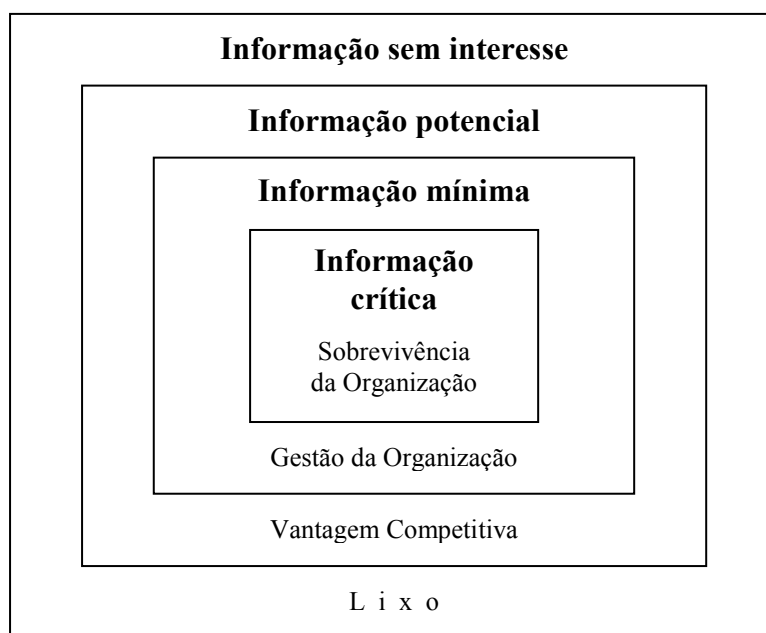 Informação sem interesse
Informação potencial
Informação mínima
Informação
crítica
Sobrevivência
da Organização
Gestão da Organização
Vantagem Competitiva
L i x o